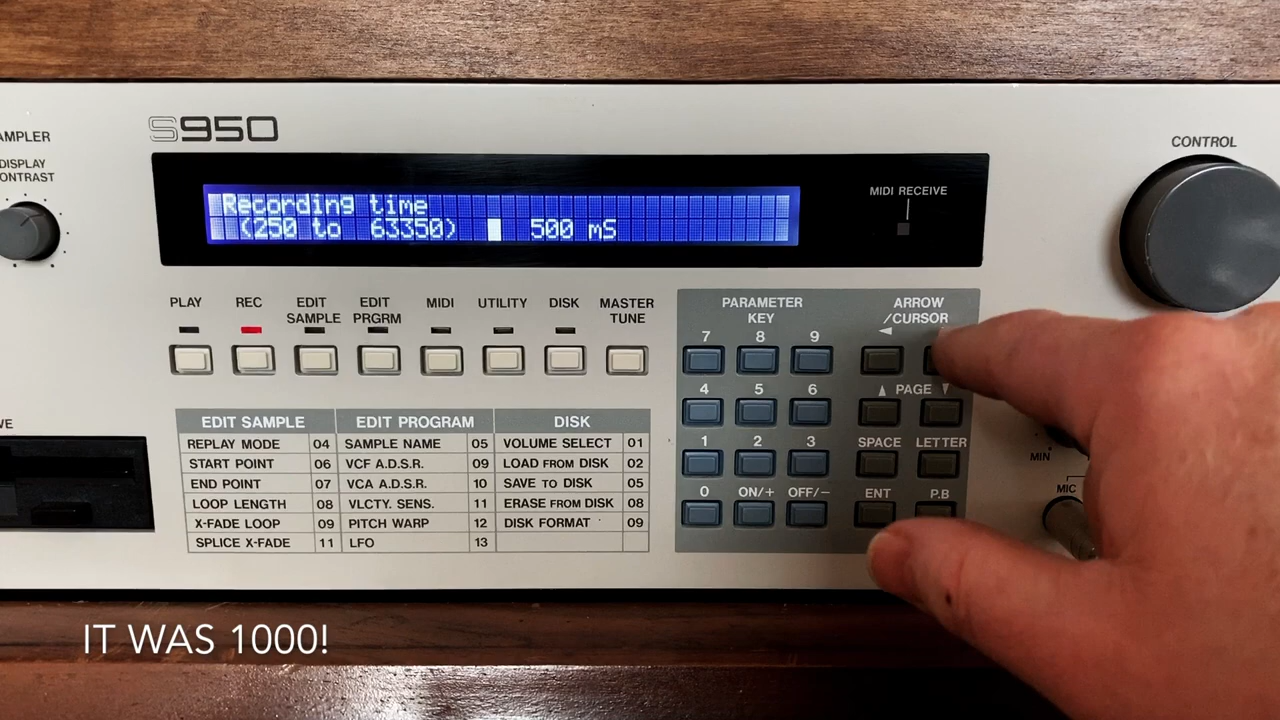 S950
CONTROL
AMPLER
DISPLAY
ONTRAST
MIDI RECEIVE
Recording time
(250 to 63350) 500 mS
PLAY
REC
EDIT
SAMPLE
EDIT
PRGRM
MIDI
UTILITY
DISK
MASTER
TUNE
PARAMETER
KEY
ARROW
/CURSOR
7 8 9
4 5 6
PAGE
1 2 3
SPACE LETTER
0 ON/+ OFF/−
ENT P.B
MIN
MIC
VE
EDIT SAMPLE EDIT PROGRAM DISK
REPLAY MODE 04 SAMPLE NAME 05 VOLUME SELECT 01
START POINT 06 VCF A.D.S.R. 09 LOAD FROM DISK 02
END POINT 07 VCA A.D.S.R. 10 SAVE TO DISK 05
LOOP LENGTH 08 VLCTY. SENS. 11 ERASE FROM DISK 08
X-FADE LOOP 09 PITCH WARP 12 DISK FORMAT 09
SPLICE X-FADE 11 LFO 13
IT WAS 1000!